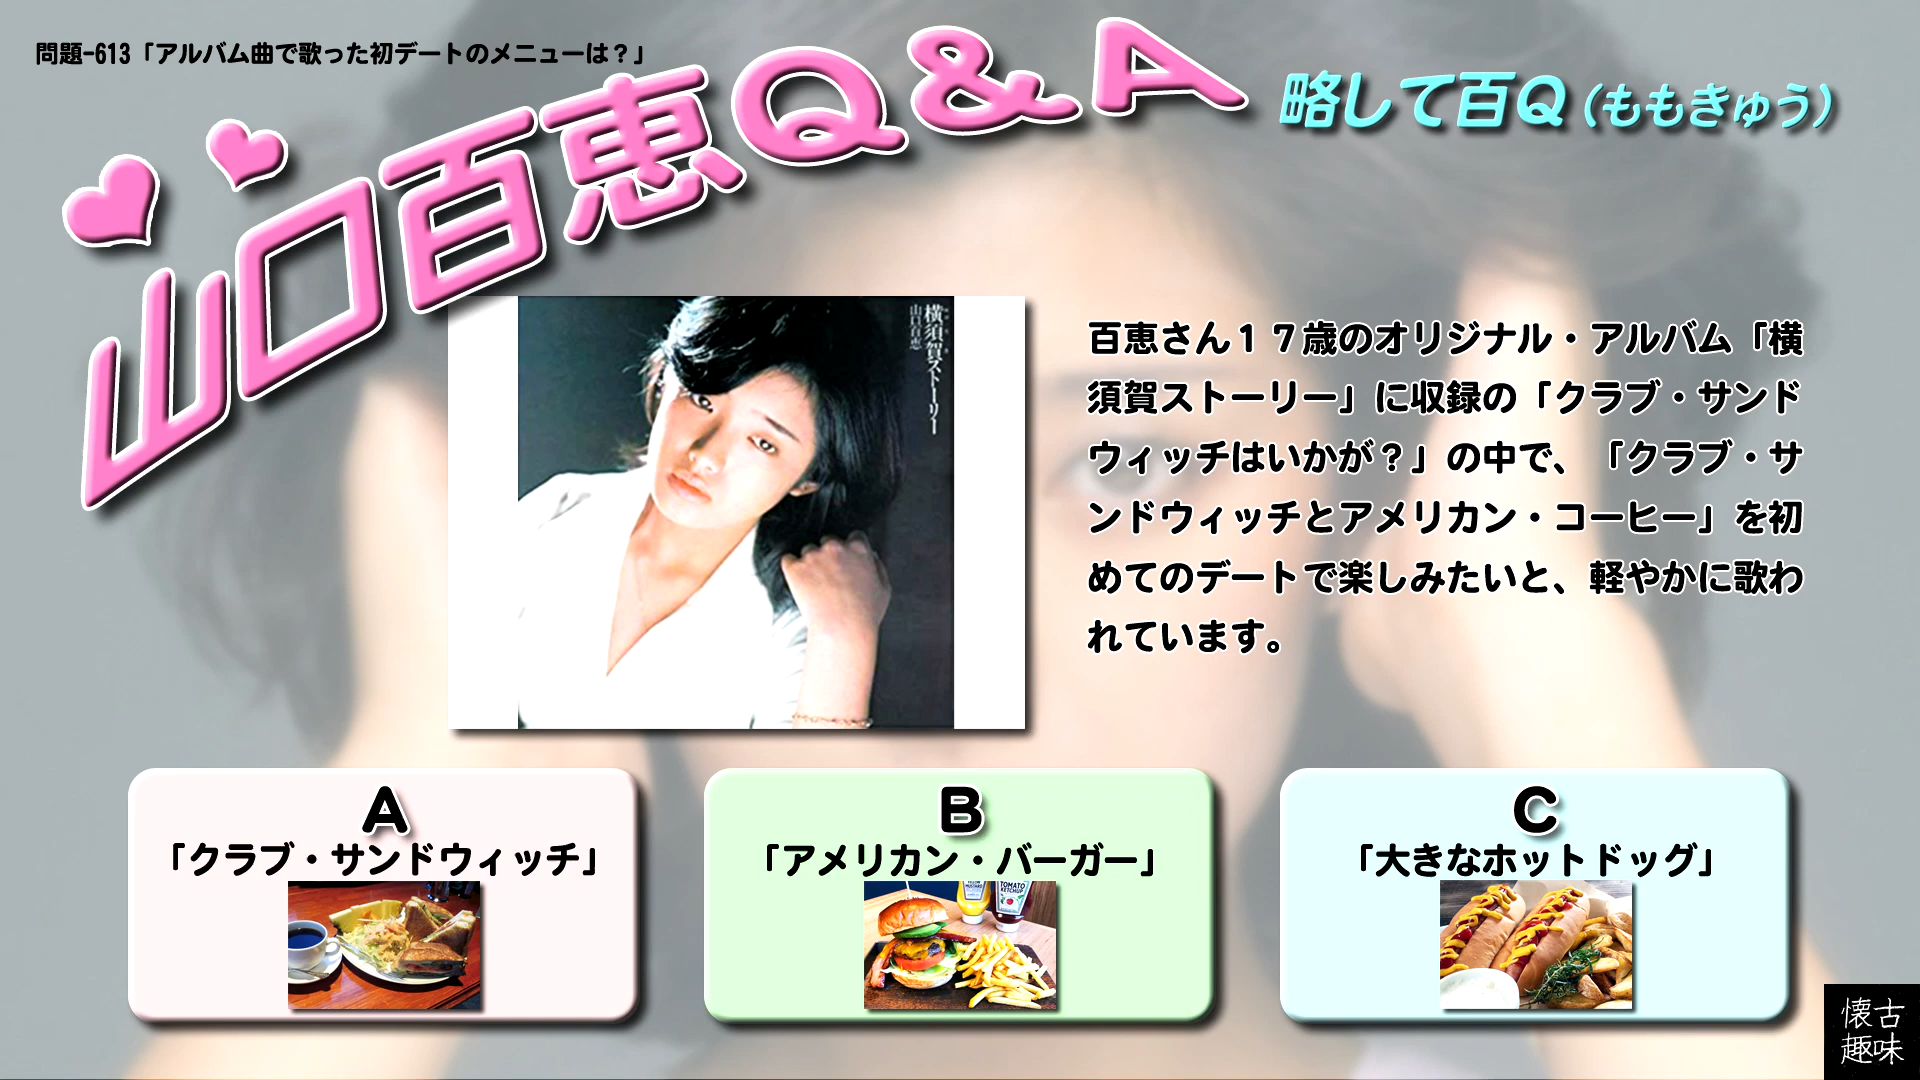 問題-613「アルバム曲で歌った初デートのメニューは？」
山口百恵Q&A
略して百Q（ももきゅう）
横須賀ストーリー
山口百恵
百恵さん１７歳のオリジナル・アルバム「横
須賀ストーリー」に収録の「クラブ・サンド
ウィッチはいかが？」の中で、「クラブ・サ
ンドウィッチとアメリカン・コーヒー」を初
めてのデートで楽しみたいと、軽やかに歌わ
れています。
A
「クラブ・サンドウィッチ」
B
「アメリカン・バーガー」
MUSTARD
TOMATO
KETCHUP
C
「大きなホットドッグ」
懐古
趣味